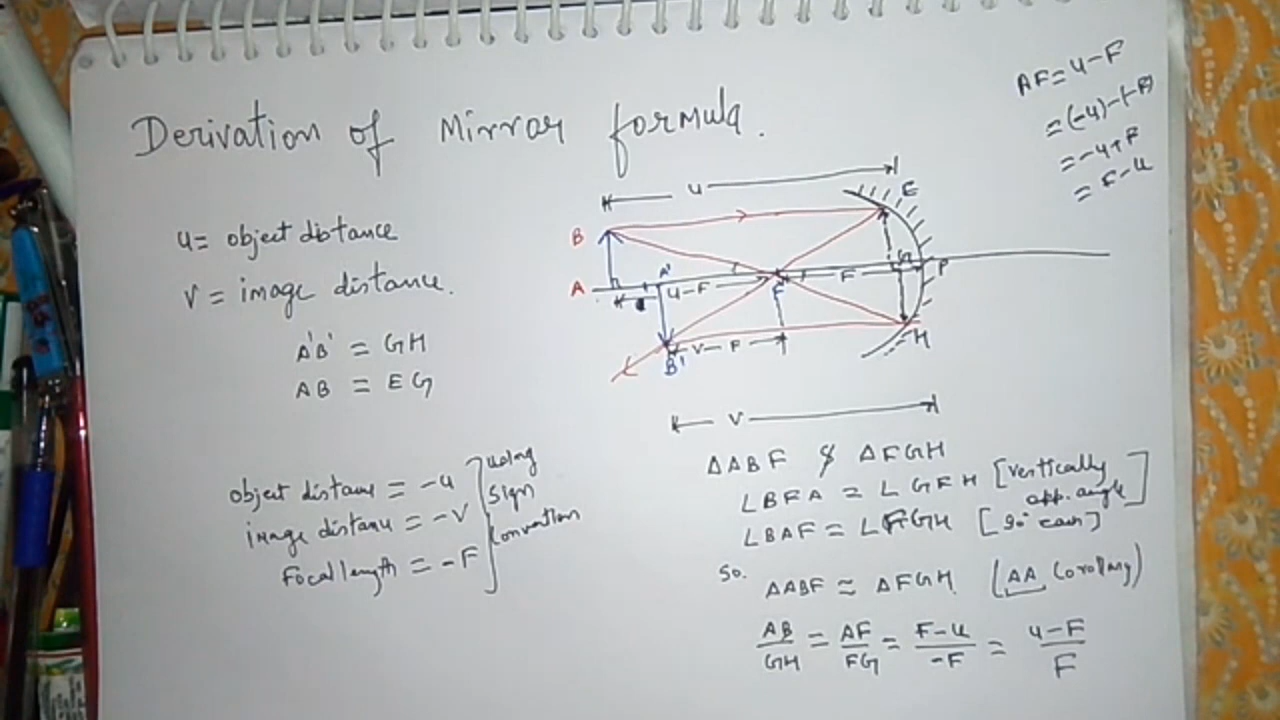 Derivation of Mirror formula.
AF = u-F
= (-u)-(-F)
= -u+F
= F-u
u = object distance
V = image distance.
A'B' = GH
AB = EG
u
E
B
A
A'
u-F
F
F
G
P
B'
V-F
H
V
object distance = -u
image distance = -V
Focal length = -F
using
sign
convation
ΔABF & ΔFGH
∠BFA = ∠GFH [vertically
opp. angle]
∠BAF = ∠FGH [90° each]
So.
ΔABF ≃ ΔFGH. (AA Corollary)
AB/GH = AF/FG = F-u/-F = u-F/F